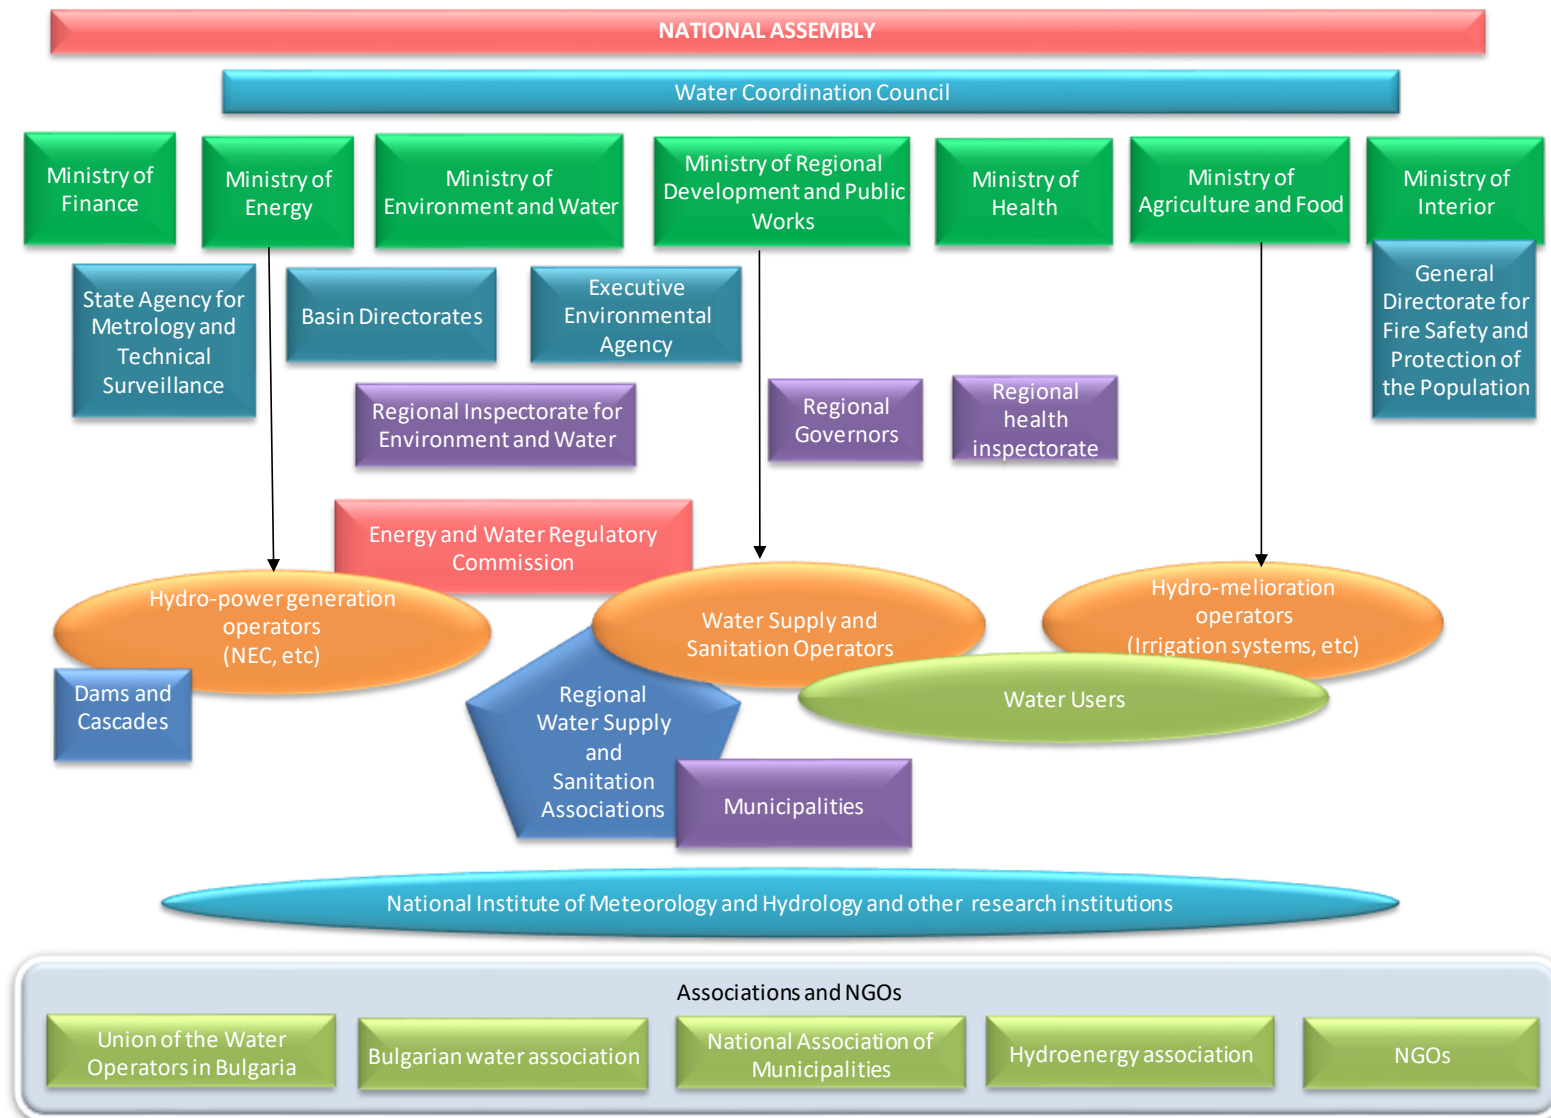 NATIONAL ASSEMBLY
Water Coordination Council
Ministry of
Finance
Ministry of
Energy
Ministry of
Environment and Water
Ministry of Regional
Development and Public
Works
Ministry of
Health
Ministry of
Agriculture and Food
Ministry of
Interior
State Agency for
Metrology and
Technical
Surveillance
Basin Directorates
Executive
Environmental
Agency
General
Directorate for
Fire Safety and
Protection of
the Population
Regional Inspectorate for
Environment and Water
Regional
Governors
Regional
health
inspectorate
Energy and Water Regulatory
Commission
Hydro-power generation
operators
(NEC, etc)
Water Supply and
Sanitation Operators
Hydro-melioration
operators
(Irrigation systems, etc)
Dams and
Cascades
Regional
Water Supply
and
Sanitation
Associations
Water Users
Municipalities
National Institute of Meteorology and Hydrology and other research institutions
Associations and NGOs
Union of the Water
Operators in Bulgaria
Bulgarian water association
National Association of
Municipalities
Hydroenergy association
NGOs